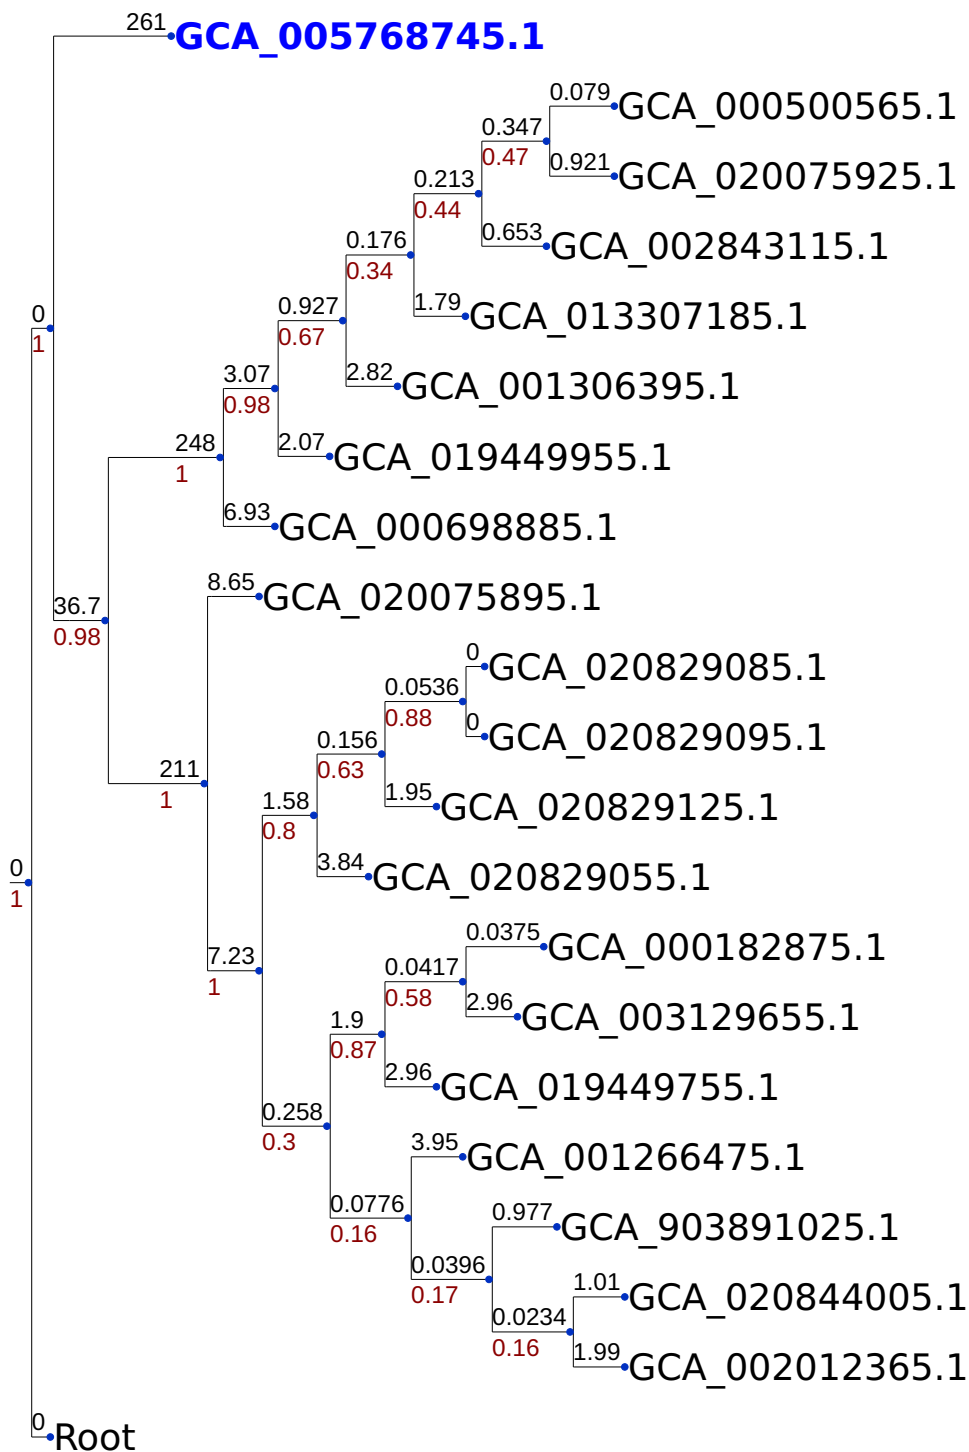 261
GCA_005768745.1
0.079
GCA_000500565.1
0.347
0.47
0.921
GCA_020075925.1
0.213
0.44
0.653
GCA_002843115.1
0.176
0.34
1.79
GCA_013307185.1
0
1
0.927
0.67
2.82
GCA_001306395.1
3.07
0.98
2.07
GCA_019449955.1
248
1
6.93
GCA_000698885.1
8.65
GCA_020075895.1
36.7
0.98
0
GCA_020829085.1
0.0536
0.88
0
GCA_020829095.1
0.156
0.63
211
1
1.95
GCA_020829125.1
1.58
0.8
3.84
GCA_020829055.1
0
1
0.0375
GCA_000182875.1
7.23
1
0.0417
0.58
2.96
GCA_003129655.1
1.9
0.87
2.96
GCA_019449755.1
0.258
0.3
3.95
GCA_001266475.1
0.0776
0.16
0.977
GCA_903891025.1
0.0396
0.17
1.01
GCA_020844005.1
0.0234
0.16
1.99
GCA_002012365.1
0
Root